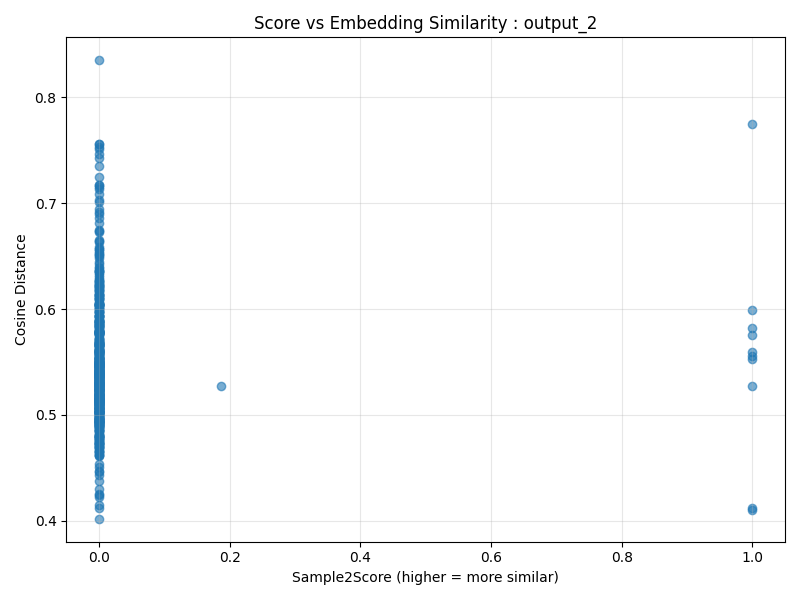 Score vs Embedding Similarity : output_2
Cosine Distance
0.8
0.7
0.6
0.5
0.4
0.0 0.2 0.4 0.6 0.8 1.0
Sample2Score (higher = more similar)